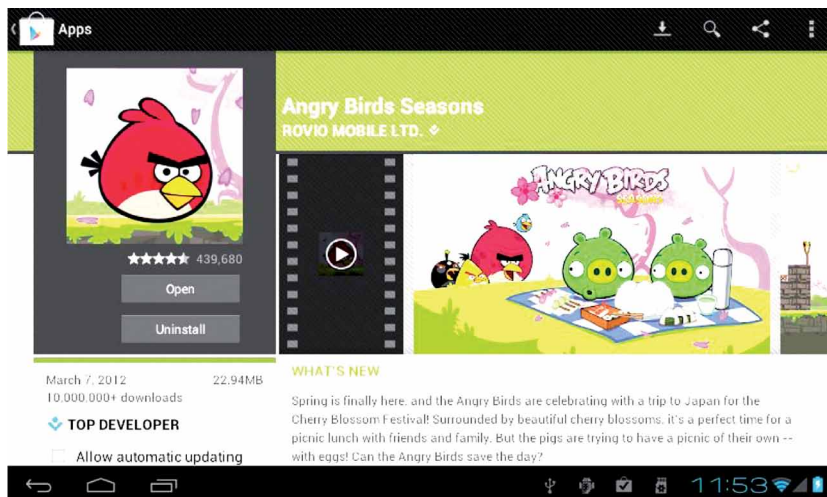 Apps
Angry Birds Seasons
ROVIO MOBILE LTD.
ANGRY BIRDS
SEASONS
439,680
Open
Uninstall
March 7, 2012 22.94MB
10,000,000+ downloads
TOP DEVELOPER
Allow automatic updating
WHAT'S NEW
Spring is finally here, and the Angry Birds are celebrating with a trip to Japan for the
Cherry Blossom Festival! Surrounded by beautiful cherry blossoms, it's a perfect time for a
picnic lunch with friends and family. But the pigs are trying to have a picnic of their own --
with eggs! Can the Angry Birds save the day?
11:53